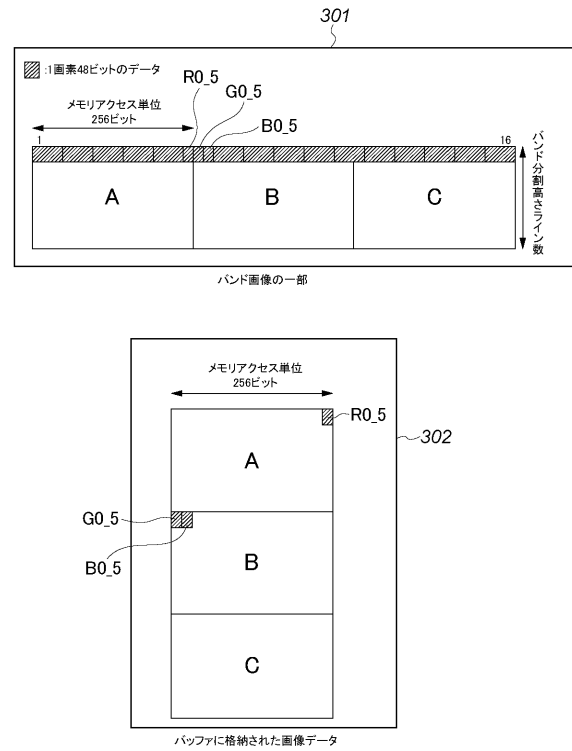 301
:1画素48ビットのデータ
R0_5
G0_5
B0_5
メモリアクセス単位
256ビット
1
16
A
B
C
バンド分割高さライン数
バンド画像の一部
メモリアクセス単位
256ビット
R0_5
302
A
G0_5
B0_5
B
C
バッファに格納された画像データ